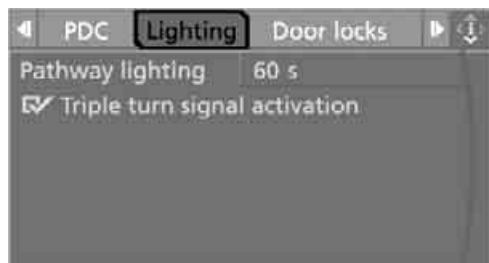 PDC Lighting Door locks
Pathway lighting 60 s
Triple turn signal activation